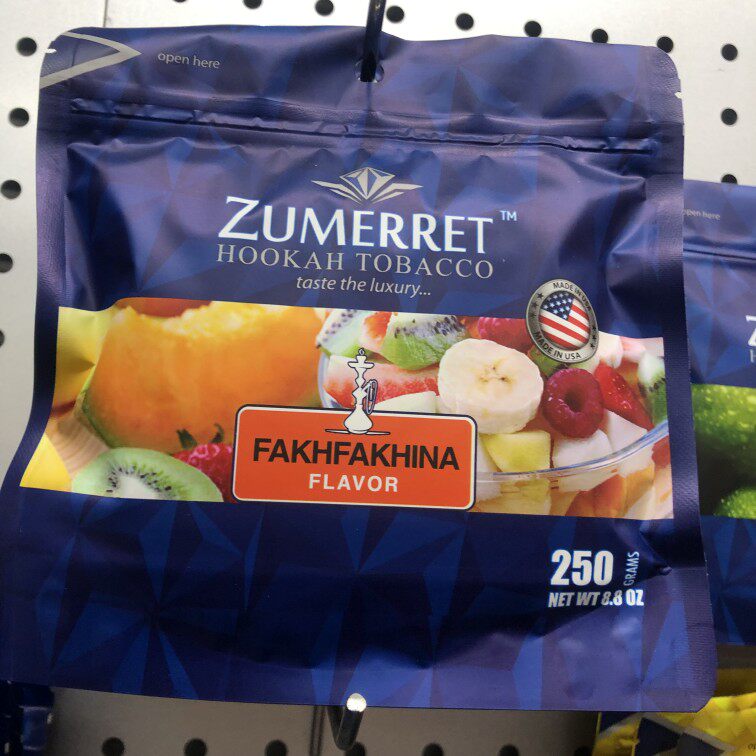 open here
ZUMERRET™
HOOKAH TOBACCO
taste the luxury...
MADE IN USA
MADE IN USA
FAKHFAKHINA
FLAVOR
250 GRAMS
NET WT 8.8 OZ
open here
Z